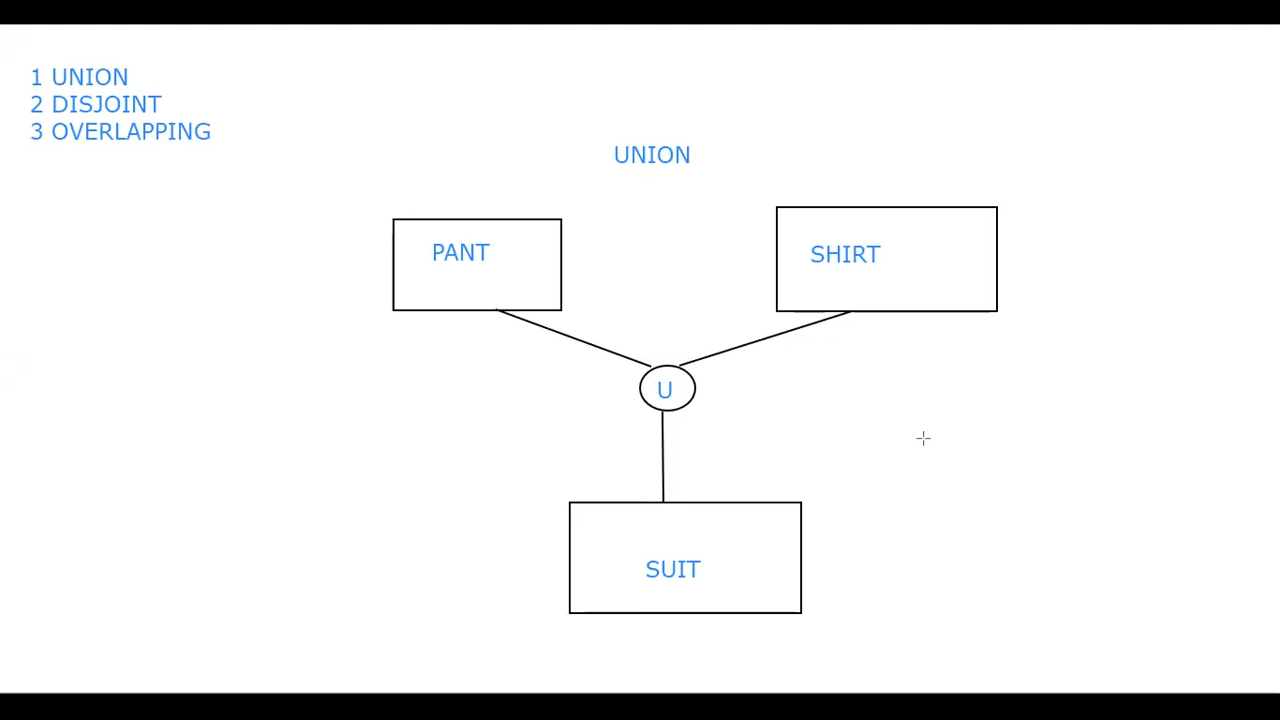 1 UNION
2 DISJOINT
3 OVERLAPPING
UNION
PANT
SHIRT
U
SUIT